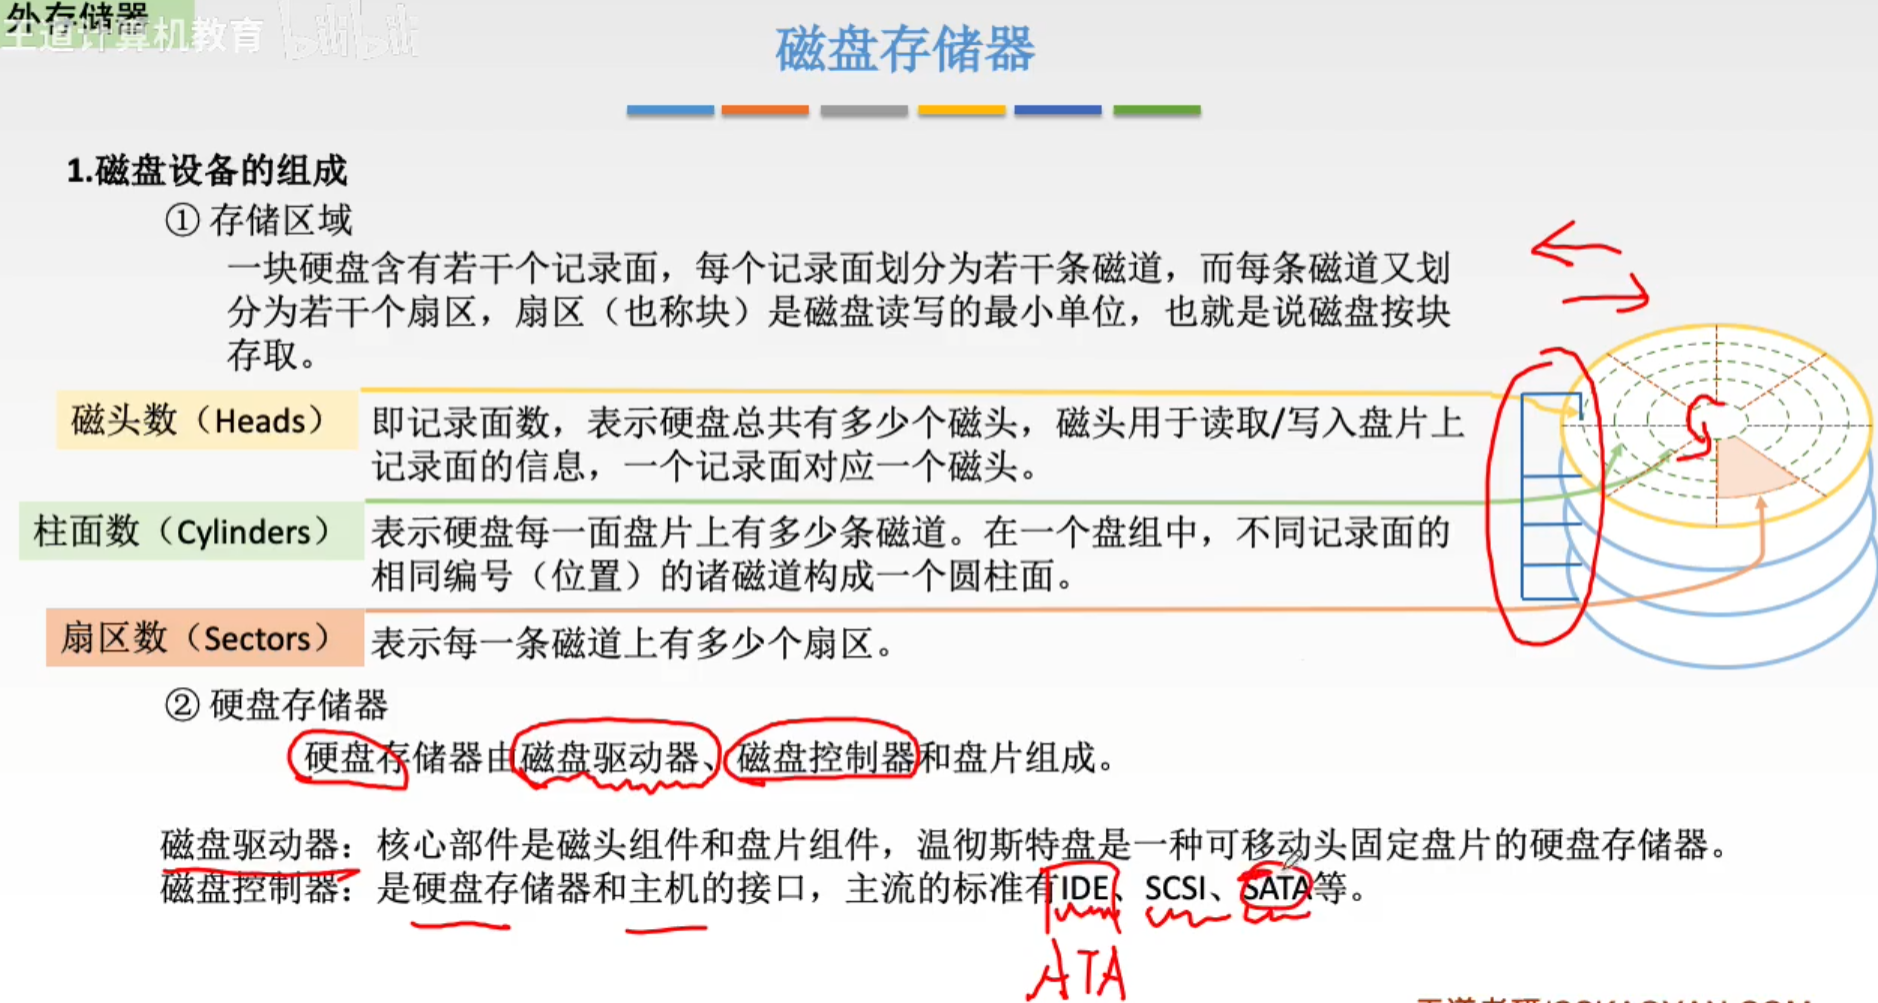 外存储器
王道计算机教育 bilibili
磁盘存储器
1.磁盘设备的组成
① 存储区域
一块硬盘含有若干个记录面，每个记录面划分为若干条磁道，而每条磁道又划
分为若干个扇区，扇区（也称块）是磁盘读写的最小单位，也就是说磁盘按块
存取。
磁头数（Heads） 即记录面数，表示硬盘总共有多少个磁头，磁头用于读取/写入盘片上
记录面的信息，一个记录面对应一个磁头。
柱面数（Cylinders） 表示硬盘每一面盘片上有多少条磁道。在一个盘组中，不同记录面的
相同编号（位置）的诸磁道构成一个圆柱面。
扇区数（Sectors） 表示每一条磁道上有多少个扇区。
② 硬盘存储器
硬盘存储器由磁盘驱动器、磁盘控制器和盘片组成。
磁盘驱动器：核心部件是磁头组件和盘片组件，温彻斯特盘是一种可移动头固定盘片的硬盘存储器。
磁盘控制器：是硬盘存储器和主机的接口，主流的标准有IDE、SCSI、SATA等。
ATA